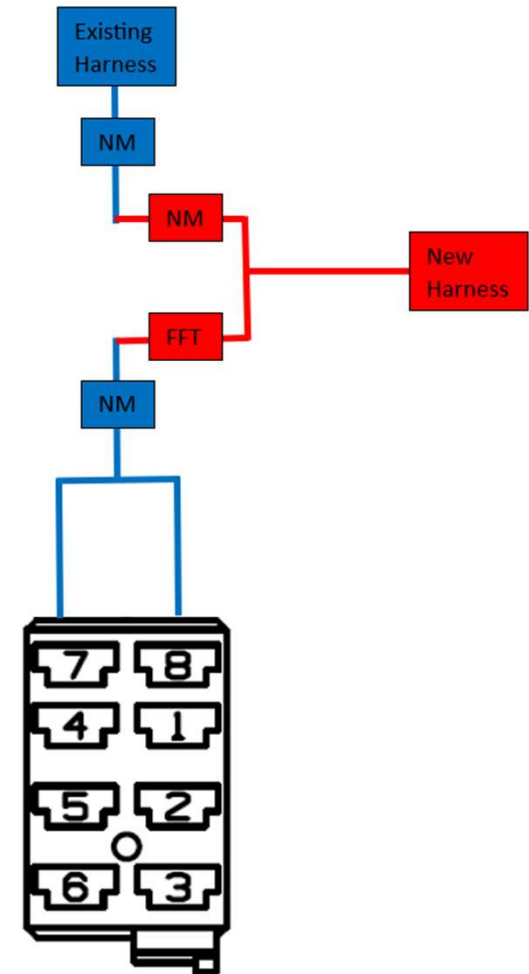 Existing
Harness
NM
NM
New
Harness
FFT
NM
7 8
4 1
5 2
6 3